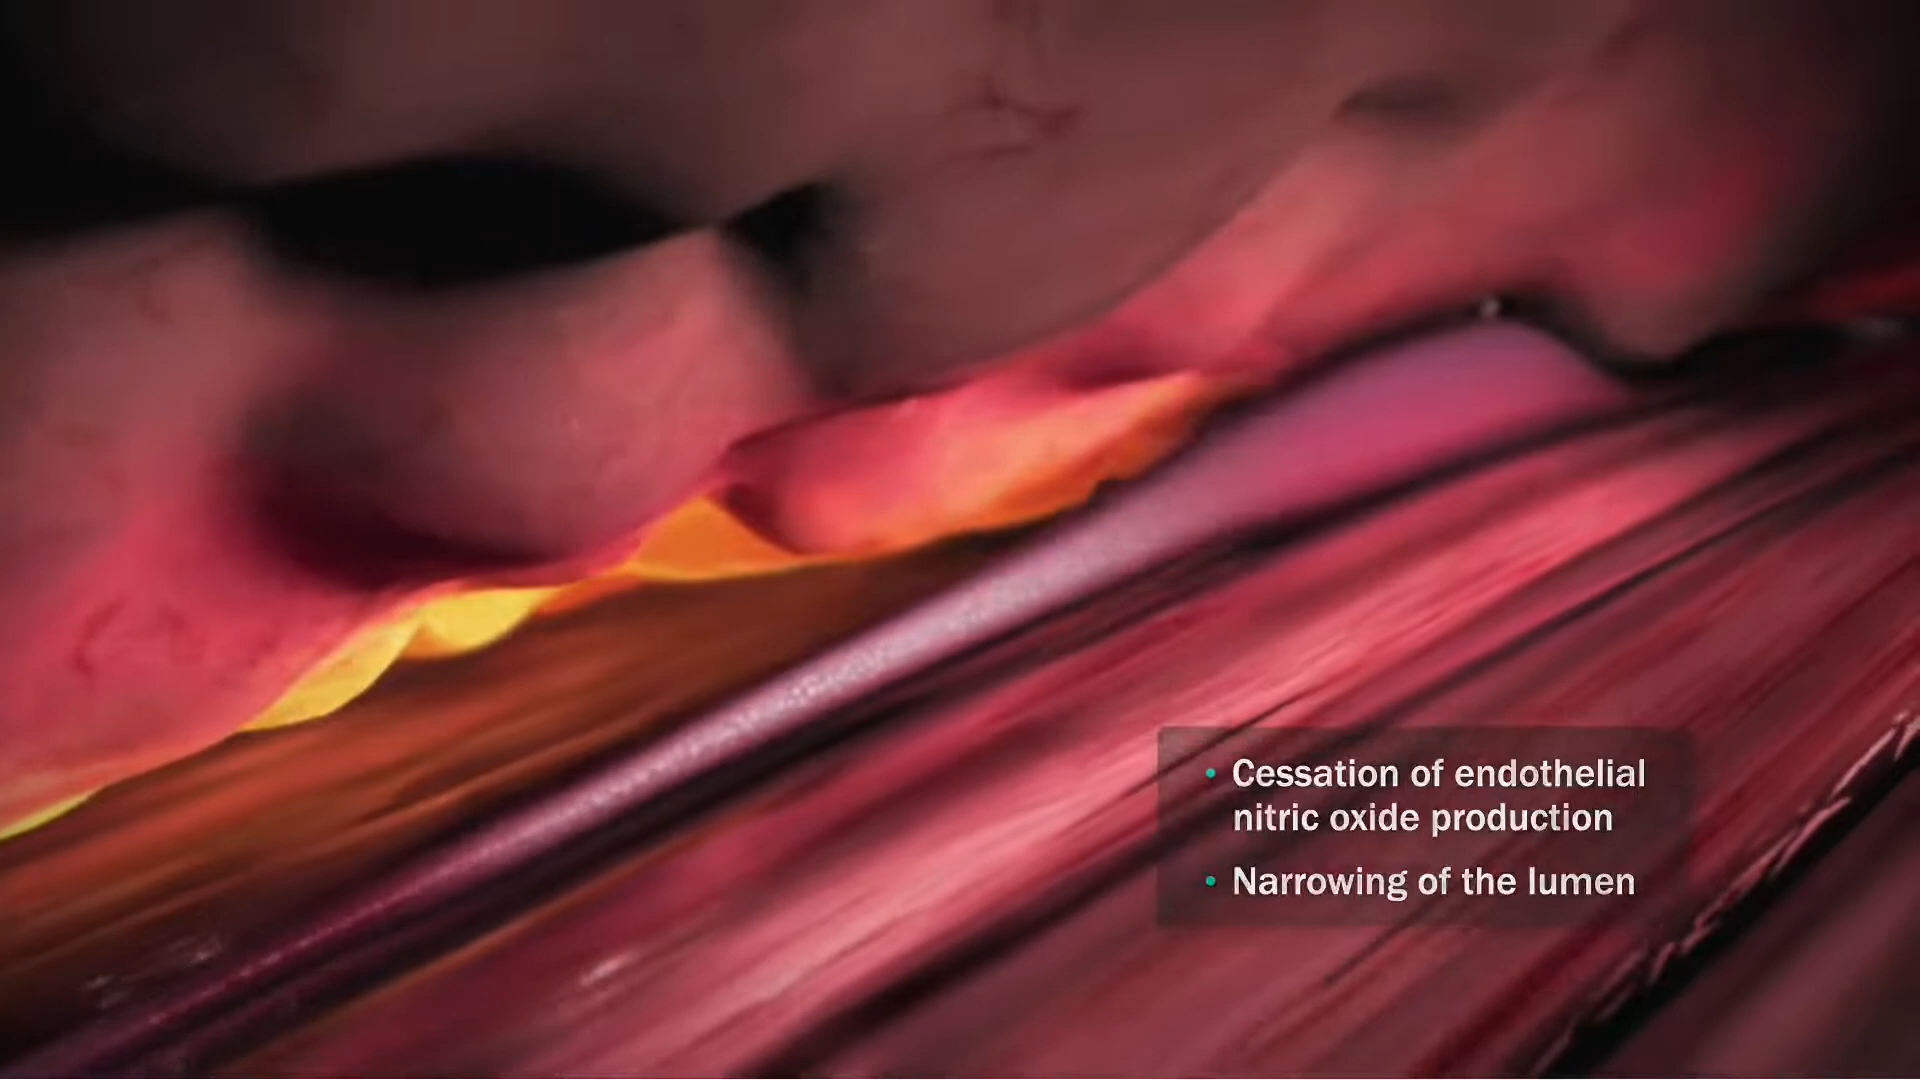 • Cessation of endothelial
nitric oxide production
• Narrowing of the lumen